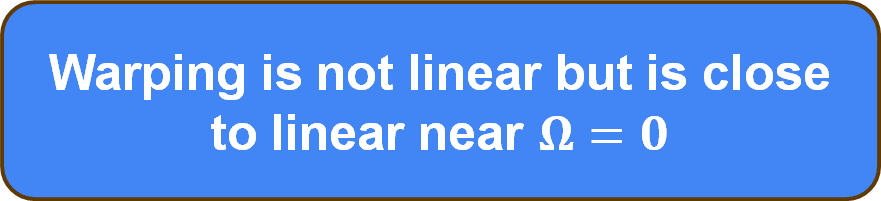 Warping is not linear but is close
to linear near Ω = 0